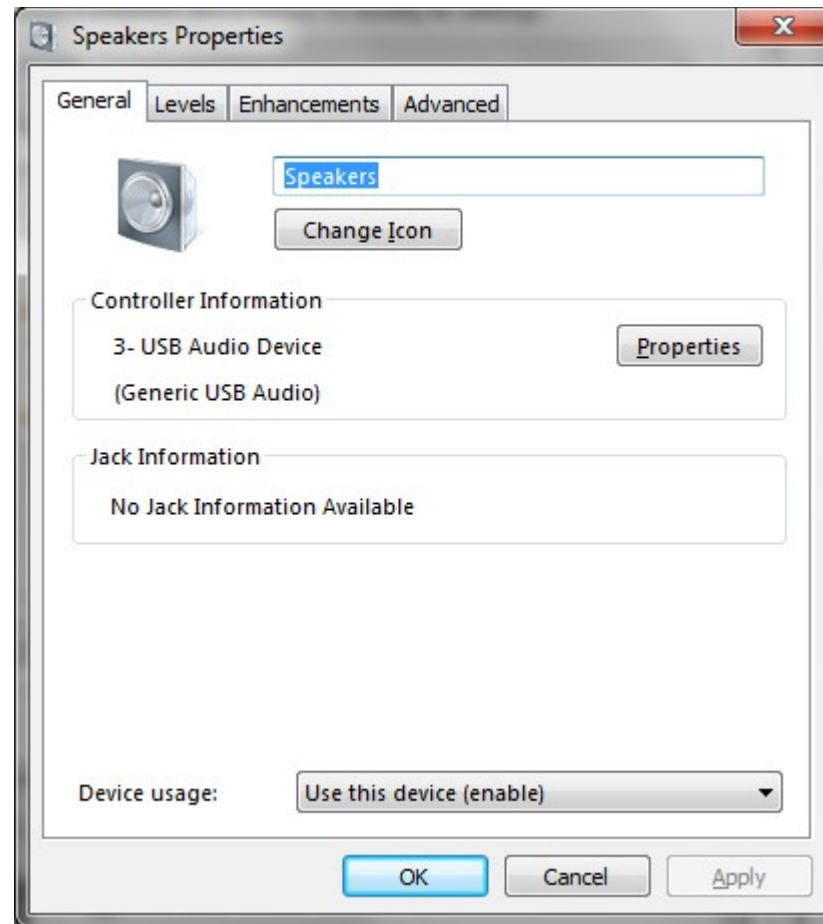 Speakers Properties
General Levels Enhancements Advanced
Speakers
Change Icon
Controller Information
3- USB Audio Device
Properties
(Generic USB Audio)
Jack Information
No Jack Information Available
Device usage: Use this device (enable)
OK Cancel Apply